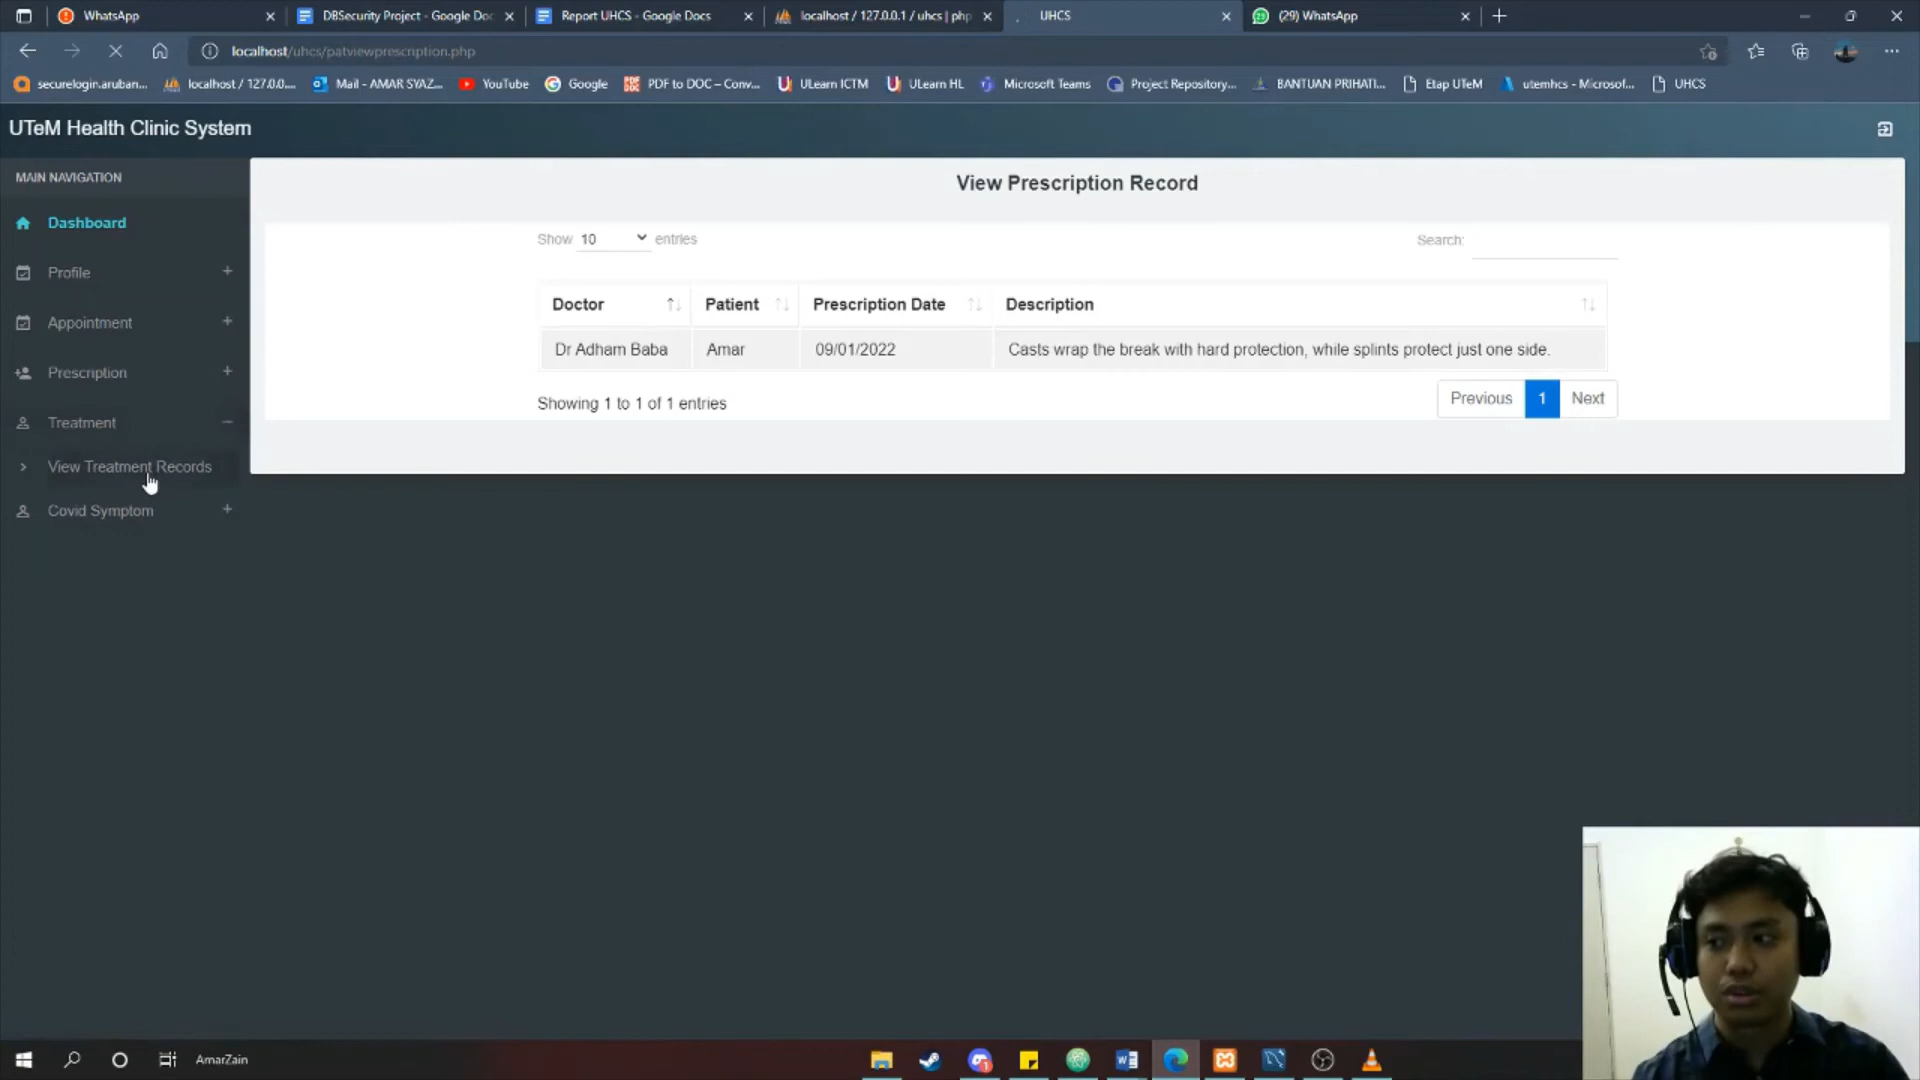 WhatsApp
DBSecurity Project - Google Doc
Report UHCS - Google Docs
localhost / 127.0.0.1 / uhcs | php
UHCS
(29) WhatsApp
localhost/uhcs/patviewprescription.php
securelogin.aruban...
localhost / 127.0.0....
Mail - AMAR SYAZ...
YouTube
Google
PDF to DOC – Conv...
ULearn ICTM
ULearn HL
Microsoft Teams
Project Repository...
BANTUAN PRIHATI...
Etap UTeM
utemhcs - Microsof...
UHCS
UTeM Health Clinic System
MAIN NAVIGATION
Dashboard
Profile
Appointment
Prescription
Treatment
View Treatment Records
Covid Symptom
View Prescription Record
Show 10 entries
Search:
Doctor Patient Prescription Date Description
Dr Adham Baba Amar 09/01/2022 Casts wrap the break with hard protection, while splints protect just one side.
Showing 1 to 1 of 1 entries
Previous 1 Next
AmarZain